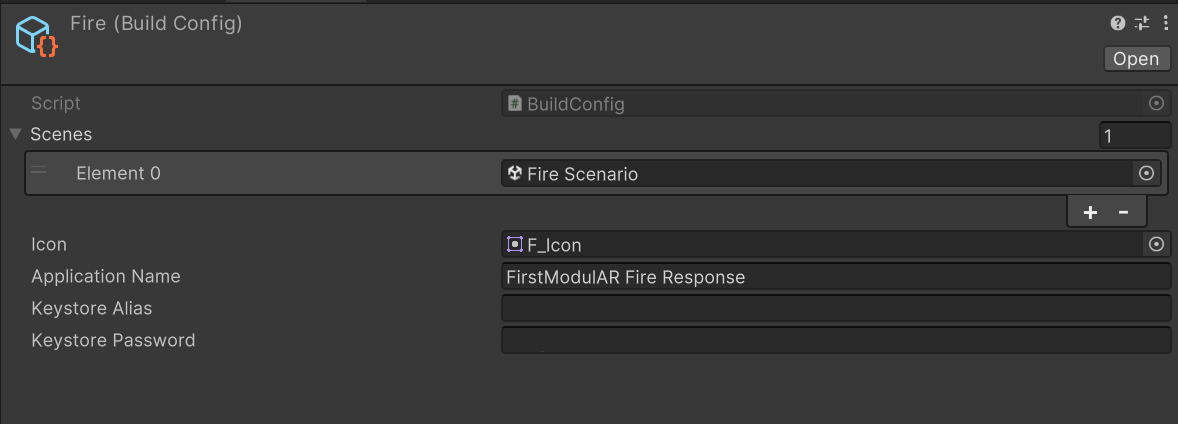 Fire (Build Config)
Open
Script
# BuildConfig
Scenes
1
Element 0
Fire Scenario
+ -
Icon
F_Icon
Application Name
FirstModulAR Fire Response
Keystore Alias
Keystore Password